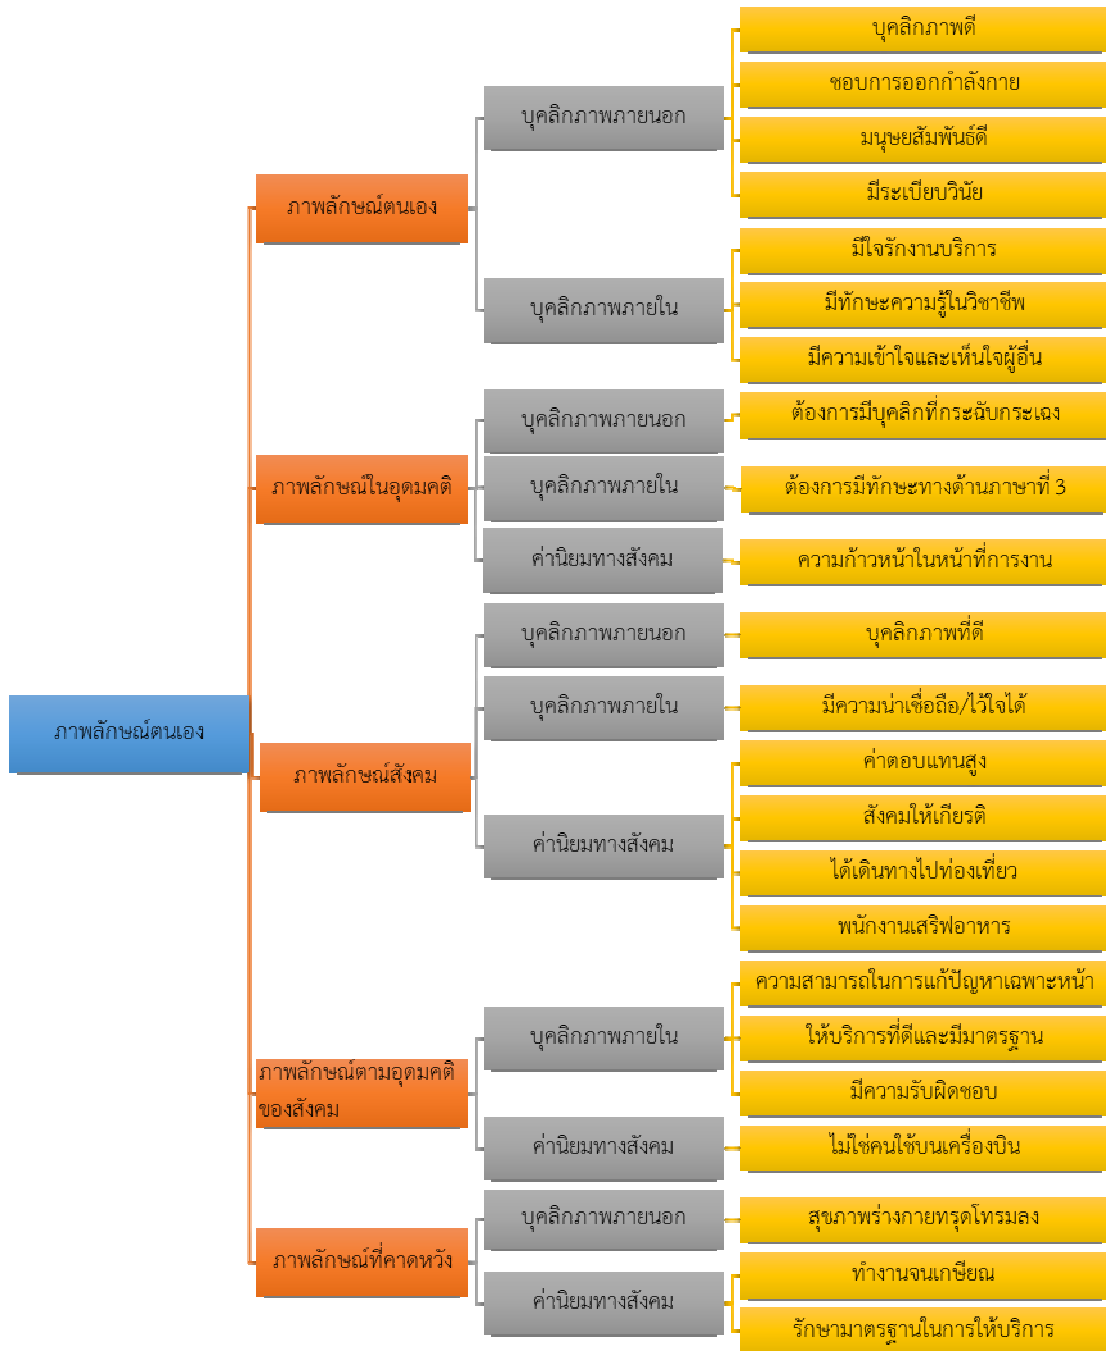 ภาพลักษณ์ตนเอง
ภาพลักษณ์ตนเอง
บุคลิกภาพภายนอก
บุคลิกภาพดี
ชอบการออกกำลังกาย
มนุษยสัมพันธ์ดี
มีระเบียบวินัย
บุคลิกภาพภายใน
มีใจรักงานบริการ
มีทักษะความรู้ในวิชาชีพ
มีความเข้าใจและเห็นใจผู้อื่น
ภาพลักษณ์ในอุดมคติ
บุคลิกภาพภายนอก
ต้องการมีบุคลิกที่กระฉับกระเฉง
บุคลิกภาพภายใน
ต้องการมีทักษะทางด้านภาษาที่ 3
ค่านิยมทางสังคม
ความก้าวหน้าในหน้าที่การงาน
ภาพลักษณ์สังคม
บุคลิกภาพภายนอก
บุคลิกภาพที่ดี
บุคลิกภาพภายใน
มีความน่าเชื่อถือ/ไว้ใจได้
ค่านิยมทางสังคม
ค่าตอบแทนสูง
สังคมให้เกียรติ
ได้เดินทางไปท่องเที่ยว
พนักงานเสริฟอาหาร
ภาพลักษณ์ตามอุดมคติ
ของสังคม
บุคลิกภาพภายใน
ความสามารถในการแก้ปัญหาเฉพาะหน้า
ให้บริการที่ดีและมีมาตรฐาน
มีความรับผิดชอบ
ค่านิยมทางสังคม
ไม่ใช่คนใช้บนเครื่องบิน
ภาพลักษณ์ที่คาดหวัง
บุคลิกภาพภายนอก
สุขภาพร่างกายทรุดโทรมลง
ค่านิยมทางสังคม
ทำงานจนเกษียณ
รักษามาตรฐานในการให้บริการ